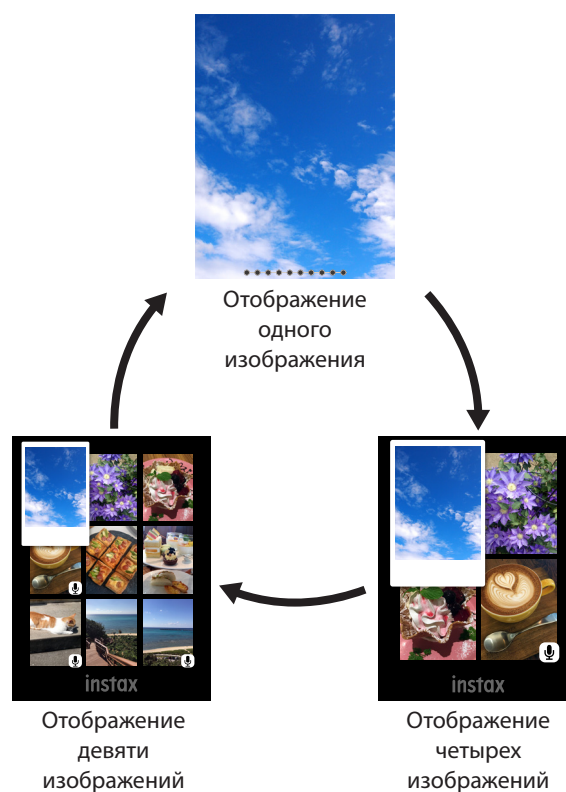 Отображение
одного
изображения
instax
Отображение
девяти
изображений
instax
Отображение
четырех
изображений